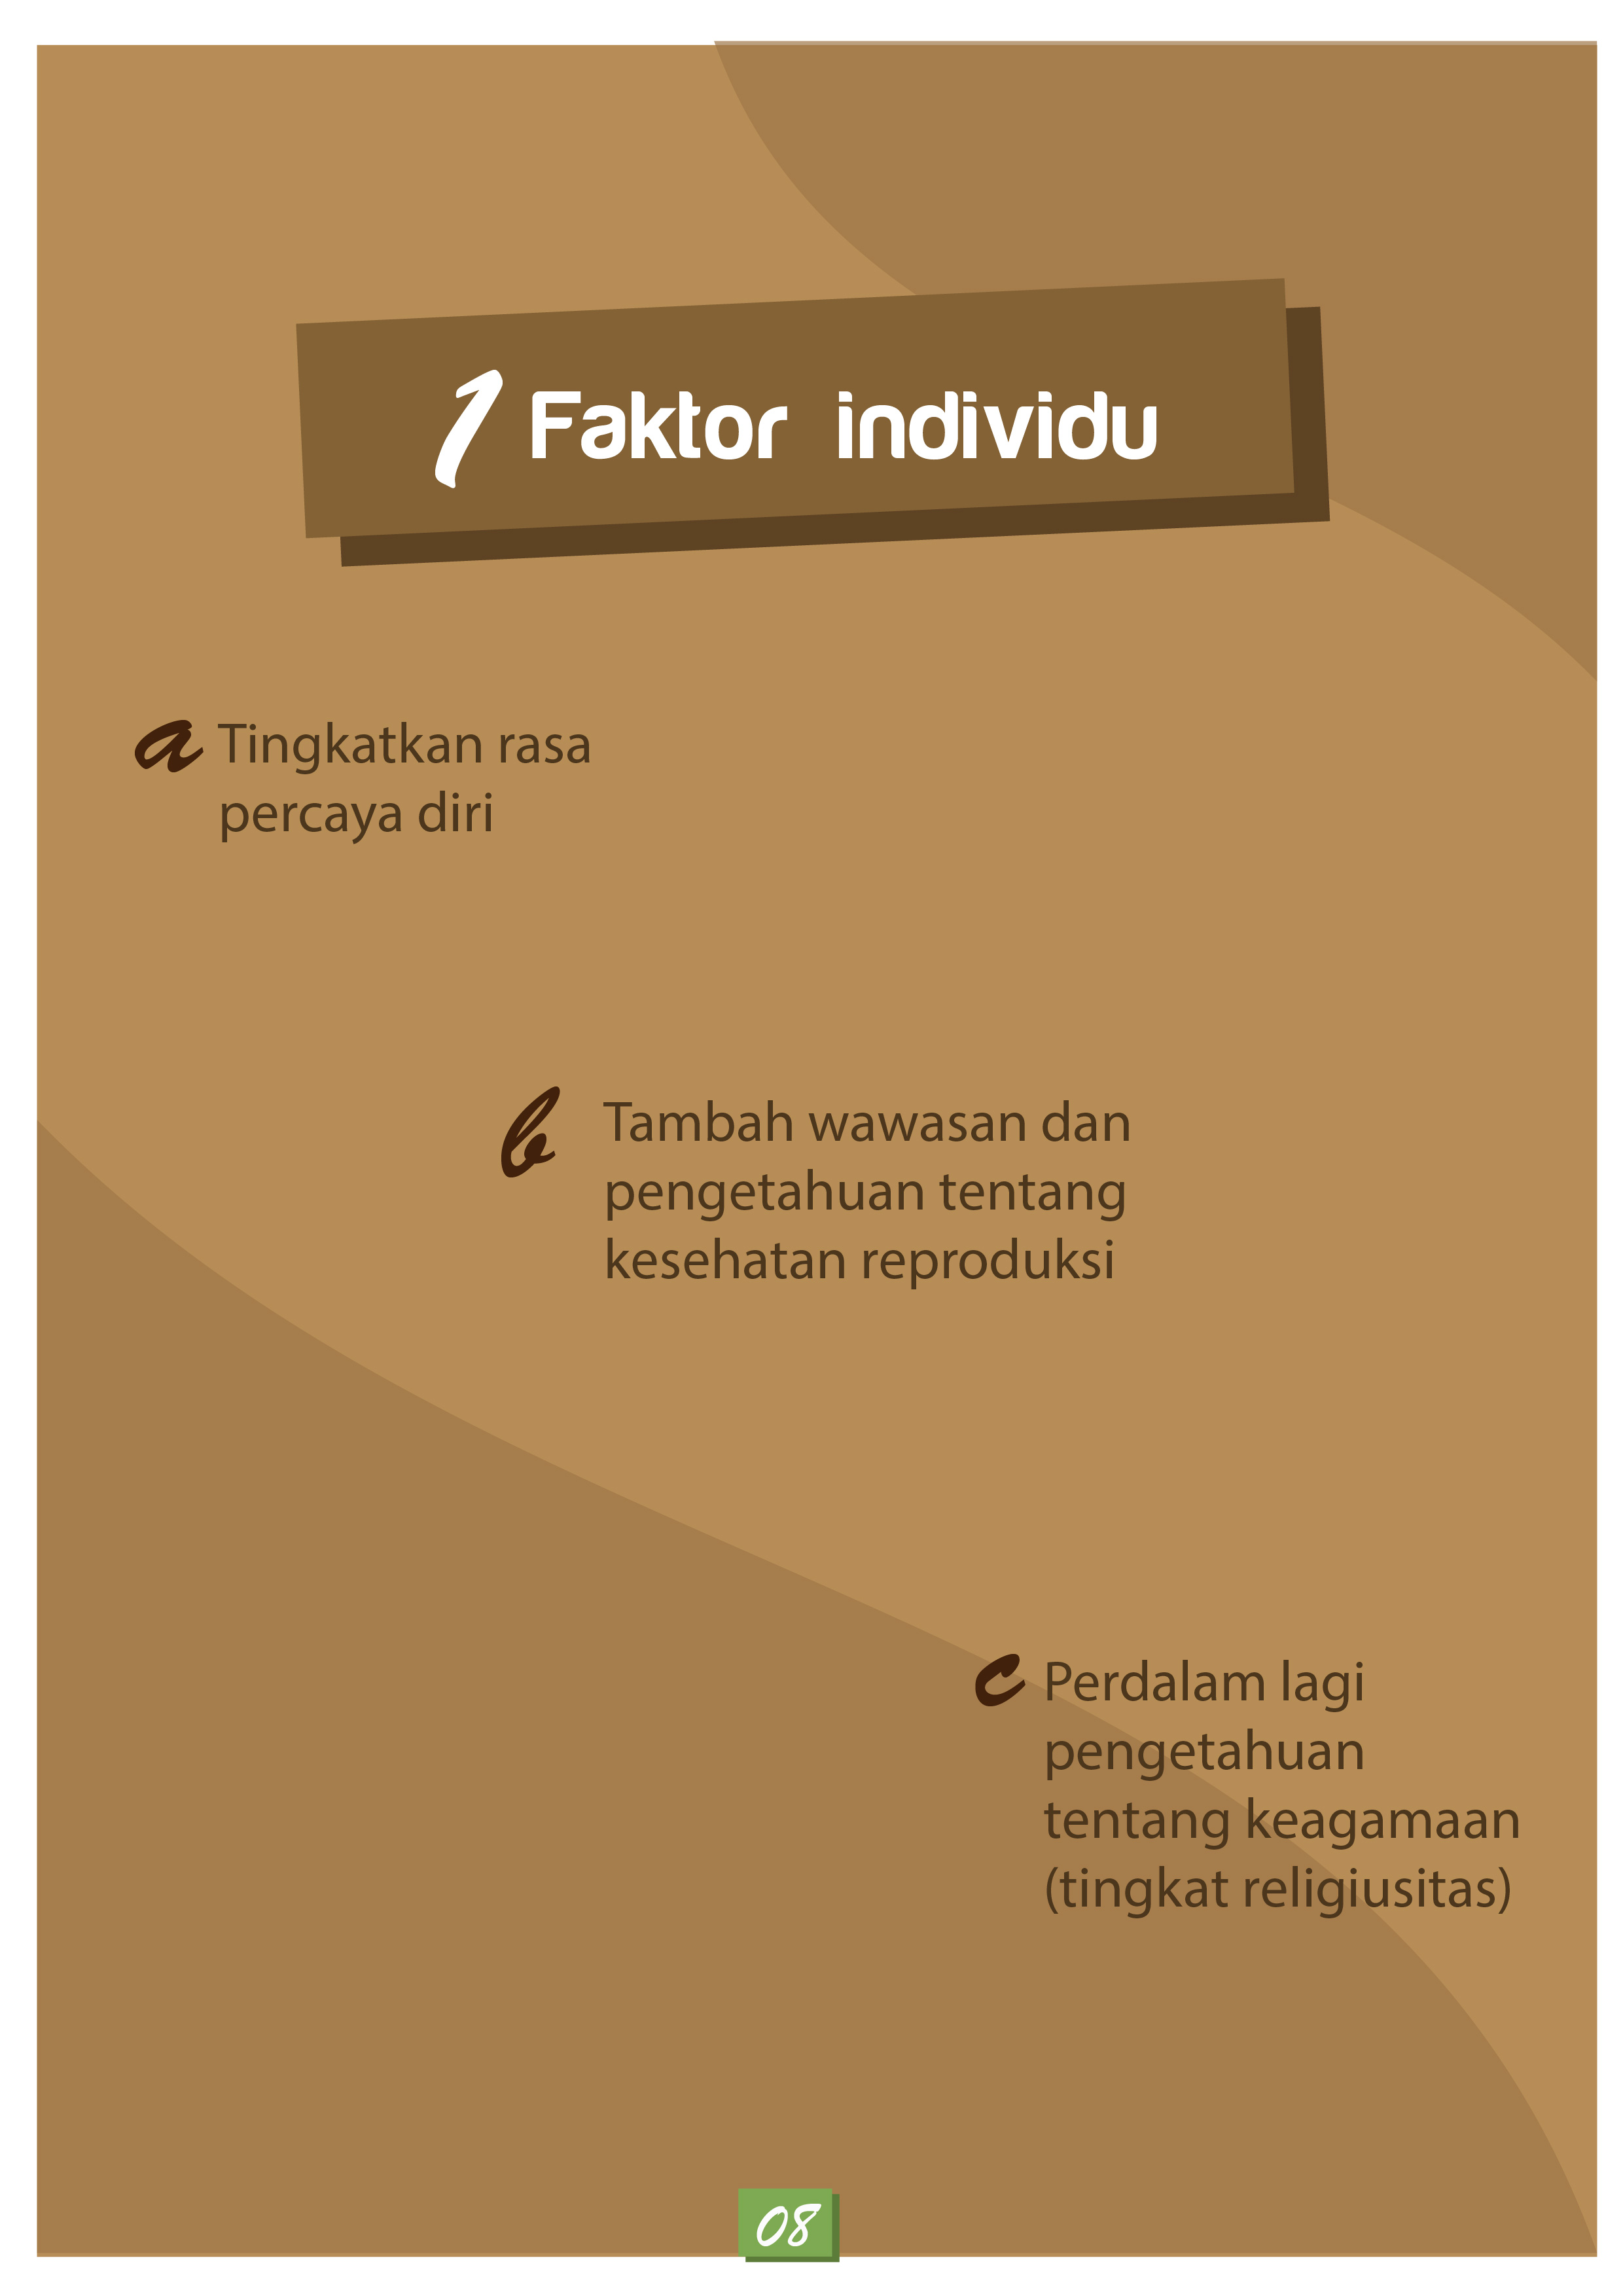 1 Faktor individu
a Tingkatkan rasa
percaya diri
b Tambah wawasan dan
pengetahuan tentang
kesehatan reproduksi
c Perdalam lagi
pengetahuan
tentang keagamaan
(tingkat religiusitas)
08